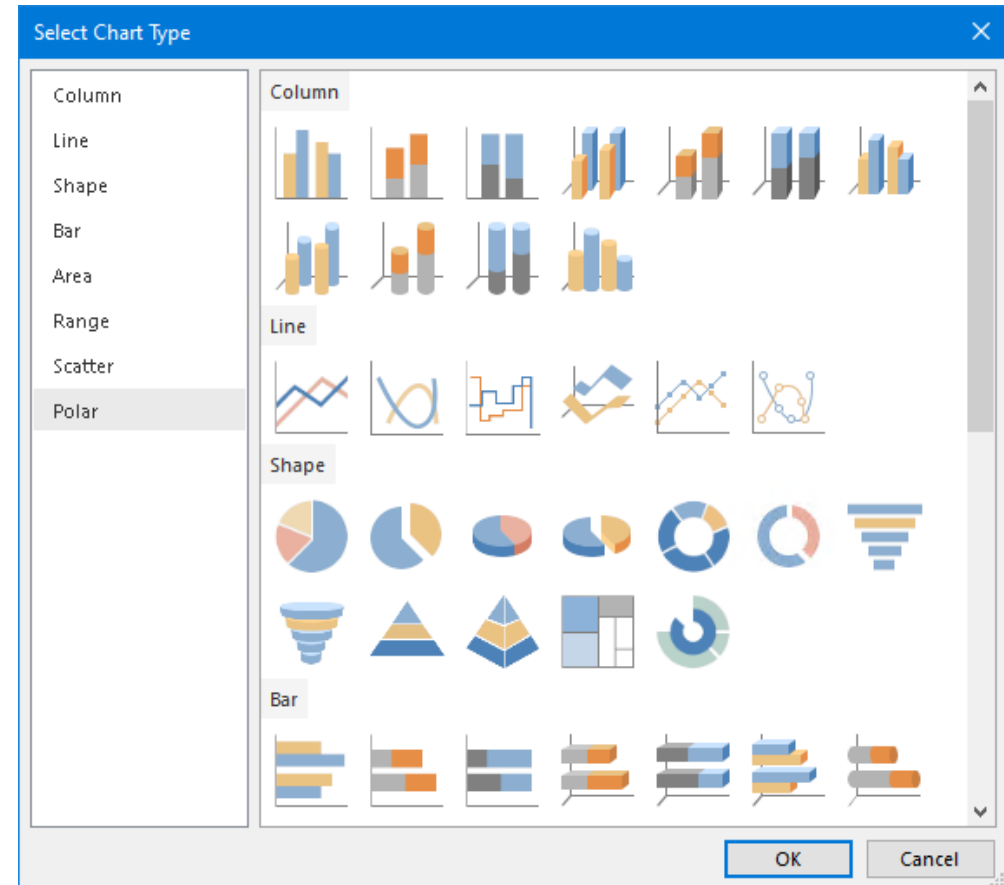 Select Chart Type
Column
Line
Shape
Bar
Area
Range
Scatter
Polar
Column
Line
Shape
Bar
OK
Cancel